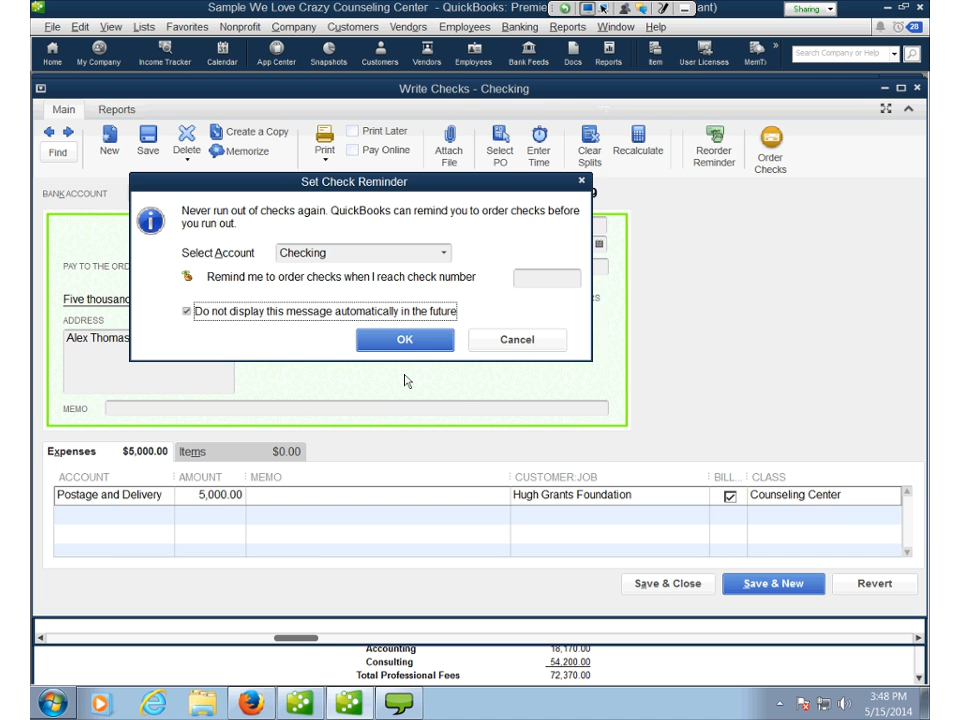 Sample We Love Crazy Counseling Center - QuickBooks: Premie ant)
Sharing
File Edit View Lists Favorites Nonprofit Company Customers Vendors Employees Banking Reports Window Help 28
Home My Company Income Tracker Calendar App Center Snapshots Customers Vendors Employees Bank Feeds Docs Reports Item User Licenses MemTi » Search Company or Help
Write Checks - Checking
Main Reports
Find New Save Delete Create a Copy Memorize Print Print Later Pay Online Attach File Select PO Enter Time Clear Splits Recalculate Reorder Reminder Order Checks
BANK ACCOUNT
Set Check Reminder
Never run out of checks again. QuickBooks can remind you to order checks before
you run out.
Select Account Checking
Remind me to order checks when I reach check number
Do not display this message automatically in the future
OK Cancel
PAY TO THE ORD
Five thousand
ADDRESS
Alex Thomas
MEMO
Expenses $5,000.00 Items $0.00
ACCOUNT AMOUNT MEMO CUSTOMER:JOB BILL... CLASS
Postage and Delivery 5,000.00 Hugh Grants Foundation Counseling Center
Save & Close Save & New Revert
Accounting 18,170.00
Consulting 54,200.00
Total Professional Fees 72,370.00
3:48 PM
5/15/2014